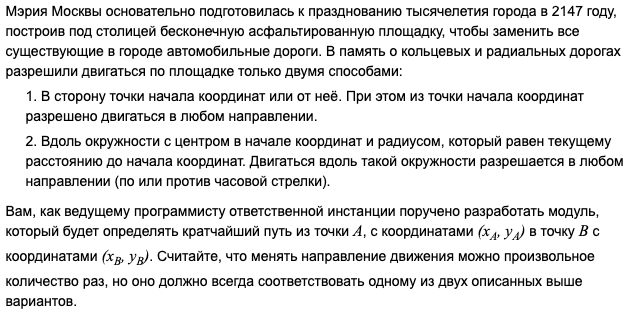 Мэрия Москвы основательно подготовилась к празднованию тысячелетия города в 2147 году,
построив под столицей бесконечную асфальтированную площадку, чтобы заменить все
существующие в городе автомобильные дороги. В память о кольцевых и радиальных дорогах
разрешили двигаться по площадке только двумя способами:
1. В сторону точки начала координат или от неё. При этом из точки начала координат
разрешено двигаться в любом направлении.
2. Вдоль окружности с центром в начале координат и радиусом, который равен текущему
расстоянию до начала координат. Двигаться вдоль такой окружности разрешается в любом
направлении (по или против часовой стрелки).
Вам, как ведущему программисту ответственной инстанции поручено разработать модуль,
который будет определять кратчайший путь из точки A, с координатами (x_A, y_A) в точку B с
координатами (x_B, y_B). Считайте, что менять направление движения можно произвольное
количество раз, но оно должно всегда соответствовать одному из двух описанных выше
вариантов.